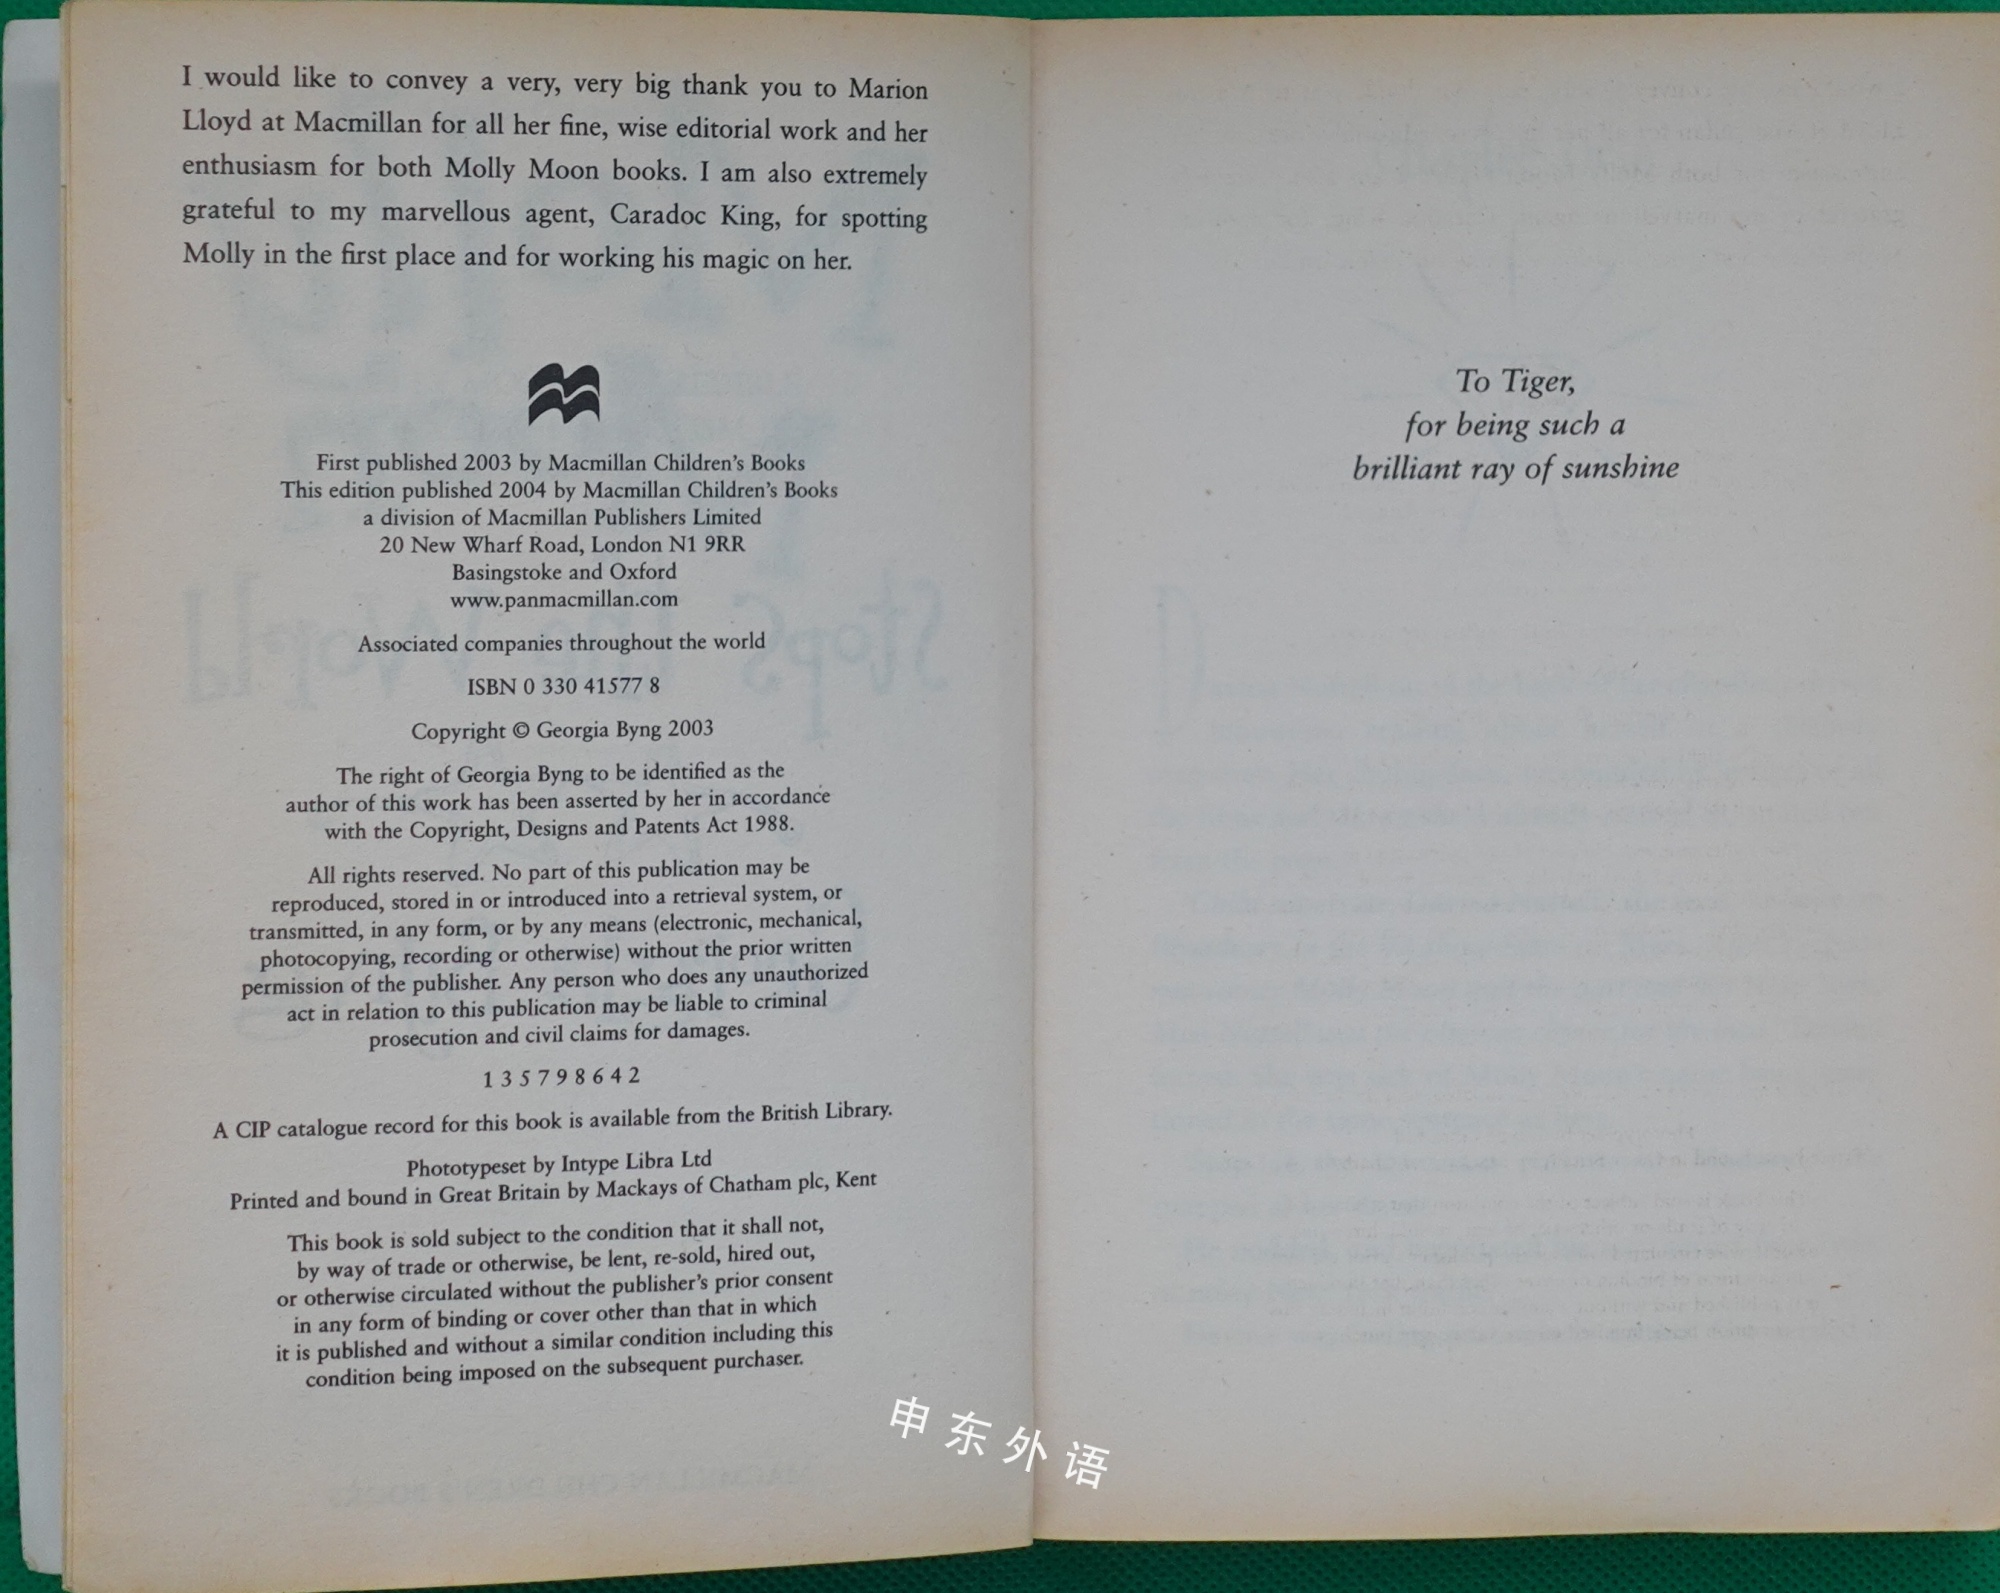 I would like to convey a very, very big thank you to Marion
Lloyd at Macmillan for all her fine, wise editorial work and her
enthusiasm for both Molly Moon books. I am also extremely
grateful to my marvellous agent, Caradoc King, for spotting
Molly in the first place and for working his magic on her.
First published 2003 by Macmillan Children's Books
This edition published 2004 by Macmillan Children's Books
a division of Macmillan Publishers Limited
20 New Wharf Road, London N1 9RR
Basingstoke and Oxford
www.panmacmillan.com
Associated companies throughout the world
ISBN 0 330 41577 8
Copyright © Georgia Byng 2003
The right of Georgia Byng to be identified as the
author of this work has been asserted by her in accordance
with the Copyright, Designs and Patents Act 1988.
All rights reserved. No part of this publication may be
reproduced, stored in or introduced into a retrieval system, or
transmitted, in any form, or by any means (electronic, mechanical,
photocopying, recording or otherwise) without the prior written
permission of the publisher. Any person who does any unauthorized
act in relation to this publication may be liable to criminal
prosecution and civil claims for damages.
1 3 5 7 9 8 6 4 2
A CIP catalogue record for this book is available from the British Library.
Phototypeset by Intype Libra Ltd
Printed and bound in Great Britain by Mackays of Chatham plc, Kent
This book is sold subject to the condition that it shall not,
by way of trade or otherwise, be lent, re-sold, hired out,
or otherwise circulated without the publisher's prior consent
in any form of binding or cover other than that in which
it is published and without a similar condition including this
condition being imposed on the subsequent purchaser.
To Tiger,
for being such a
brilliant ray of sunshine
申东外语